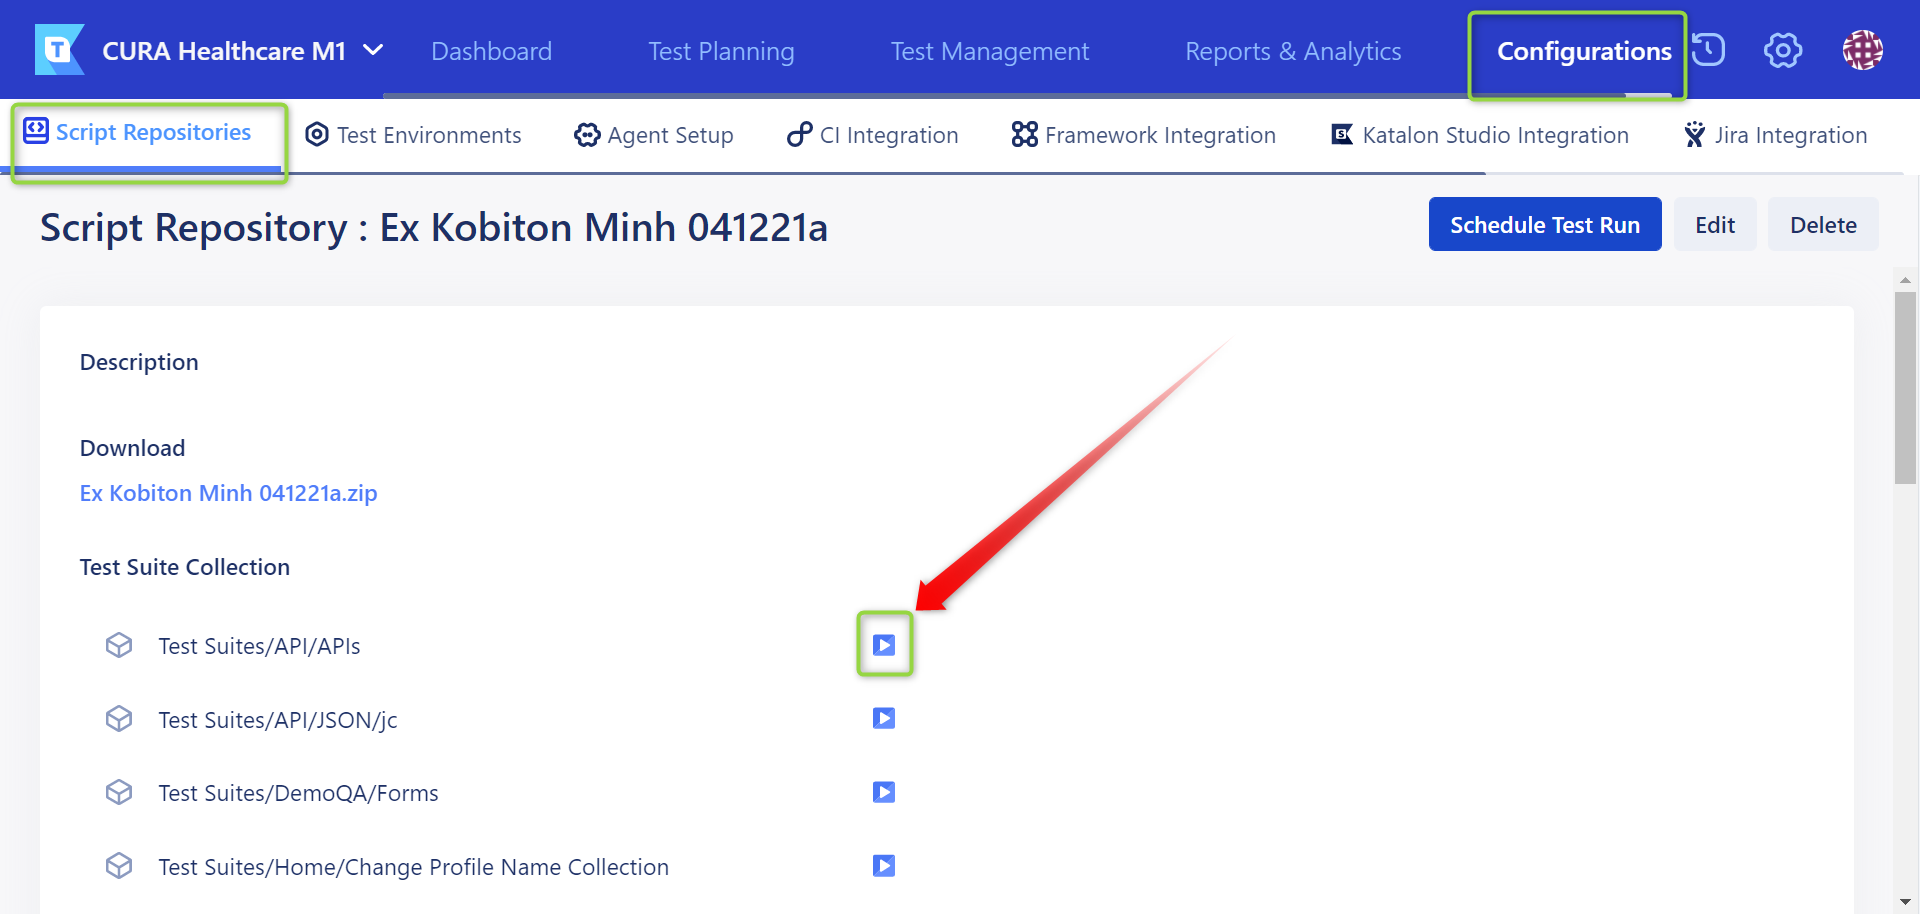 T CURA Healthcare M1 Dashboard Test Planning Test Management Reports & Analytics Configurations
Script Repositories Test Environments Agent Setup CI Integration Framework Integration Katalon Studio Integration Jira Integration
Script Repository : Ex Kobiton Minh 041221a Schedule Test Run Edit Delete
Description
Download
Ex Kobiton Minh 041221a.zip
Test Suite Collection
Test Suites/API/APIs
Test Suites/API/JSON/jc
Test Suites/DemoQA/Forms
Test Suites/Home/Change Profile Name Collection